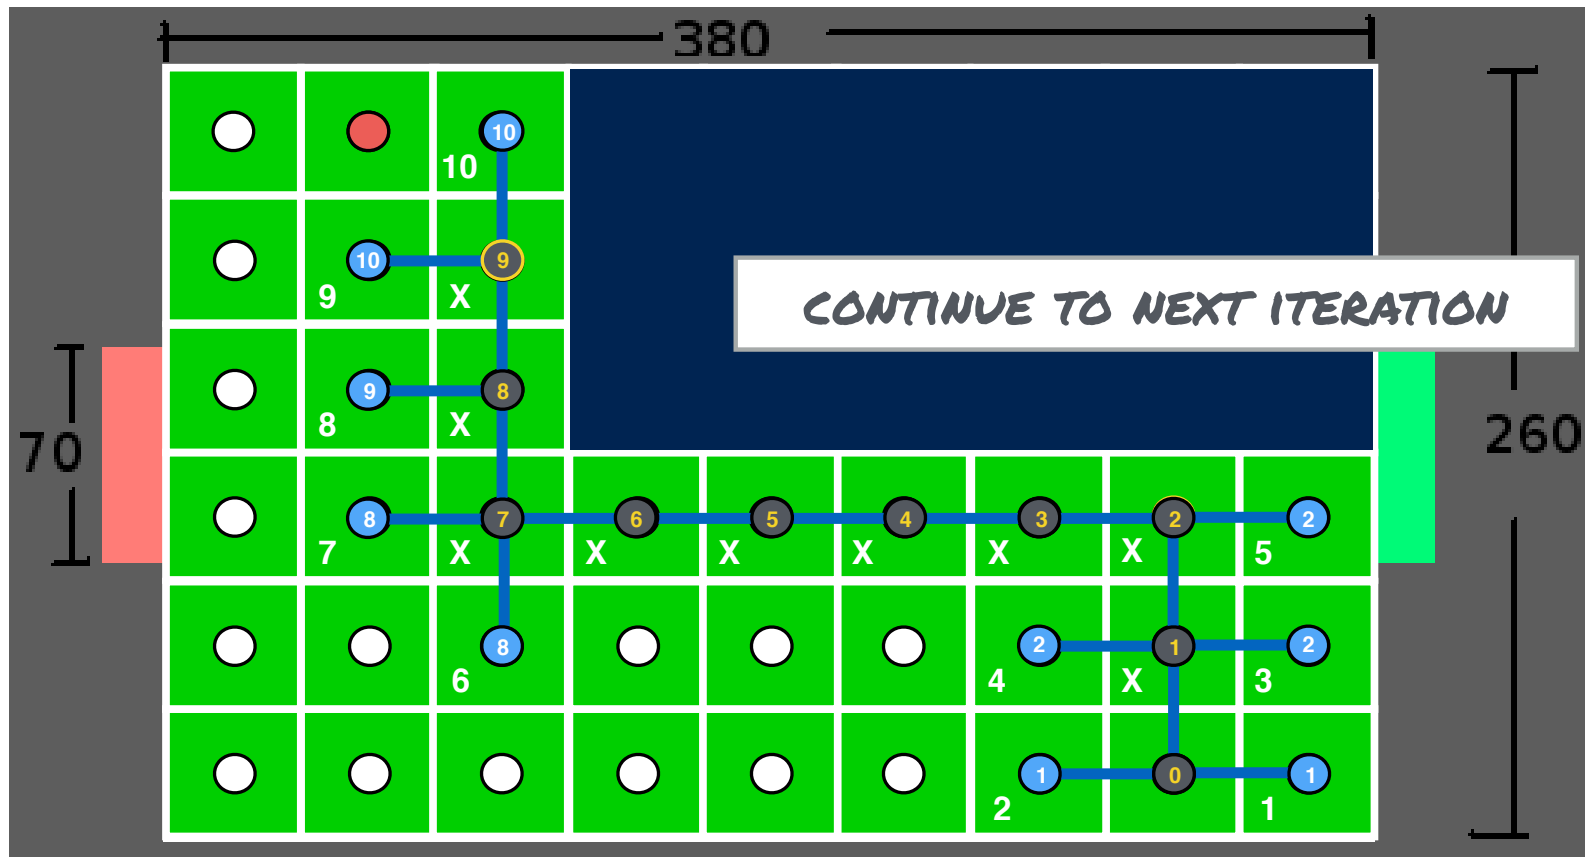 380
10
10
10 9
9 X
CONTINUE TO NEXT ITERATION
9 8
8 X
70
260
8 7 6 5 4 3 2 2
7 X X X X X X 5
8 2 1 2
6 4 X 3
1 0 1
2 1